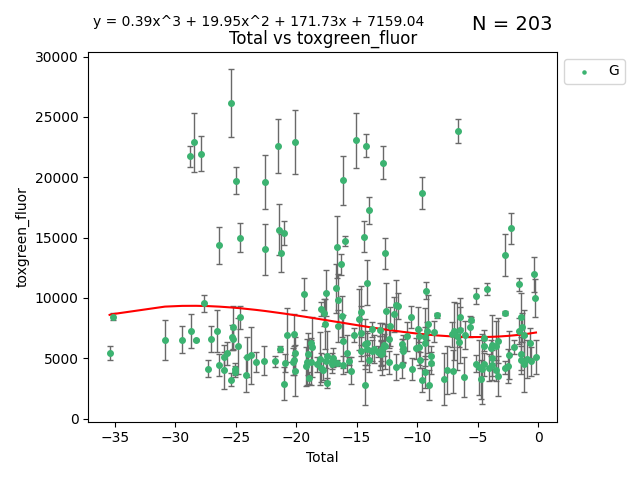 y = 0.39x^3 + 19.95x^2 + 171.73x + 7159.04
N = 203
Total vs toxgreen_fluor
G
toxgreen_fluor
30000
25000
20000
15000
10000
5000
0
−35
−30
−25
−20
−15
−10
−5
0
Total